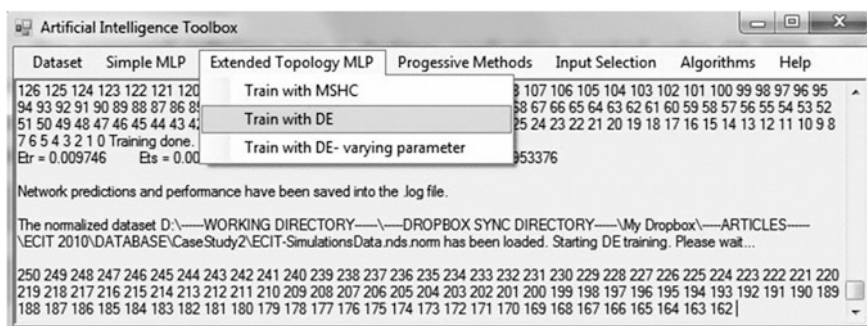 Artificial Intelligence Toolbox
Dataset Simple MLP Extended Topology MLP Progessive Methods Input Selection Algorithms Help
126 125 124 123 122 121 120 107 106 105 104 103 102 101 100 99 98 97 96 95
Train with MSHC
94 93 92 91 90 89 88 87 86 68 67 66 65 64 63 62 61 60 59 58 57 56 55 54 53 52
51 50 49 48 47 46 45 44 43 25 24 23 22 21 20 19 18 17 16 15 14 13 12 11 10 9 8
Train with DE
7 6 5 4 3 2 1 0 Training done.
Train with DE- varying parameter
Etr = 0.009746 Ets = 0.00 953376
Network predictions and performance have been saved into the .log file.
The normalized dataset D:\-----WORKING DIRECTORY-----\-----DROPBOX SYNC DIRECTORY-----\My Dropbox\-----ARTICLES-----
\ECIT 2010\DATABASE\CaseStudy2\ECIT-SimulationsData.nds.norm has been loaded. Starting DE training. Please wait...
250 249 248 247 246 245 244 243 242 241 240 239 238 237 236 235 234 233 232 231 230 229 228 227 226 225 224 223 222 221 220
219 218 217 216 215 214 213 212 211 210 209 208 207 206 205 204 203 202 201 200 199 198 197 196 195 194 193 192 191 190 189
188 187 186 185 184 183 182 181 180 179 178 177 176 175 174 173 172 171 170 169 168 167 166 165 164 163 162